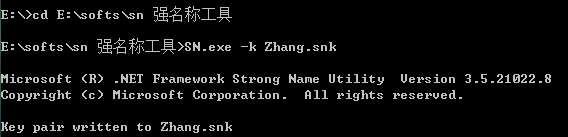 E:\>cd E:\softs\sn 强名称工具
E:\softs\sn 强名称工具>SN.exe -k Zhang.snk
Microsoft (R) .NET Framework Strong Name Utility  Version 3.5.21022.8
Copyright (c) Microsoft Corporation.  All rights reserved.
Key pair written to Zhang.snk